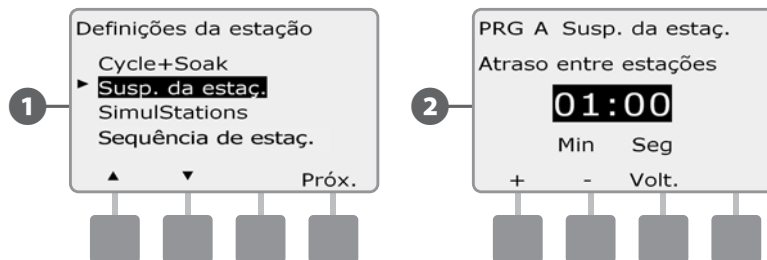 1
Definições da estação
Cycle+Soak
Susp. da estaç.
SimulStations
Sequência de estaç.
Próx.
2
PRG A Susp. da estaç.
Atraso entre estações
01:00
Min Seg
+ - Volt.